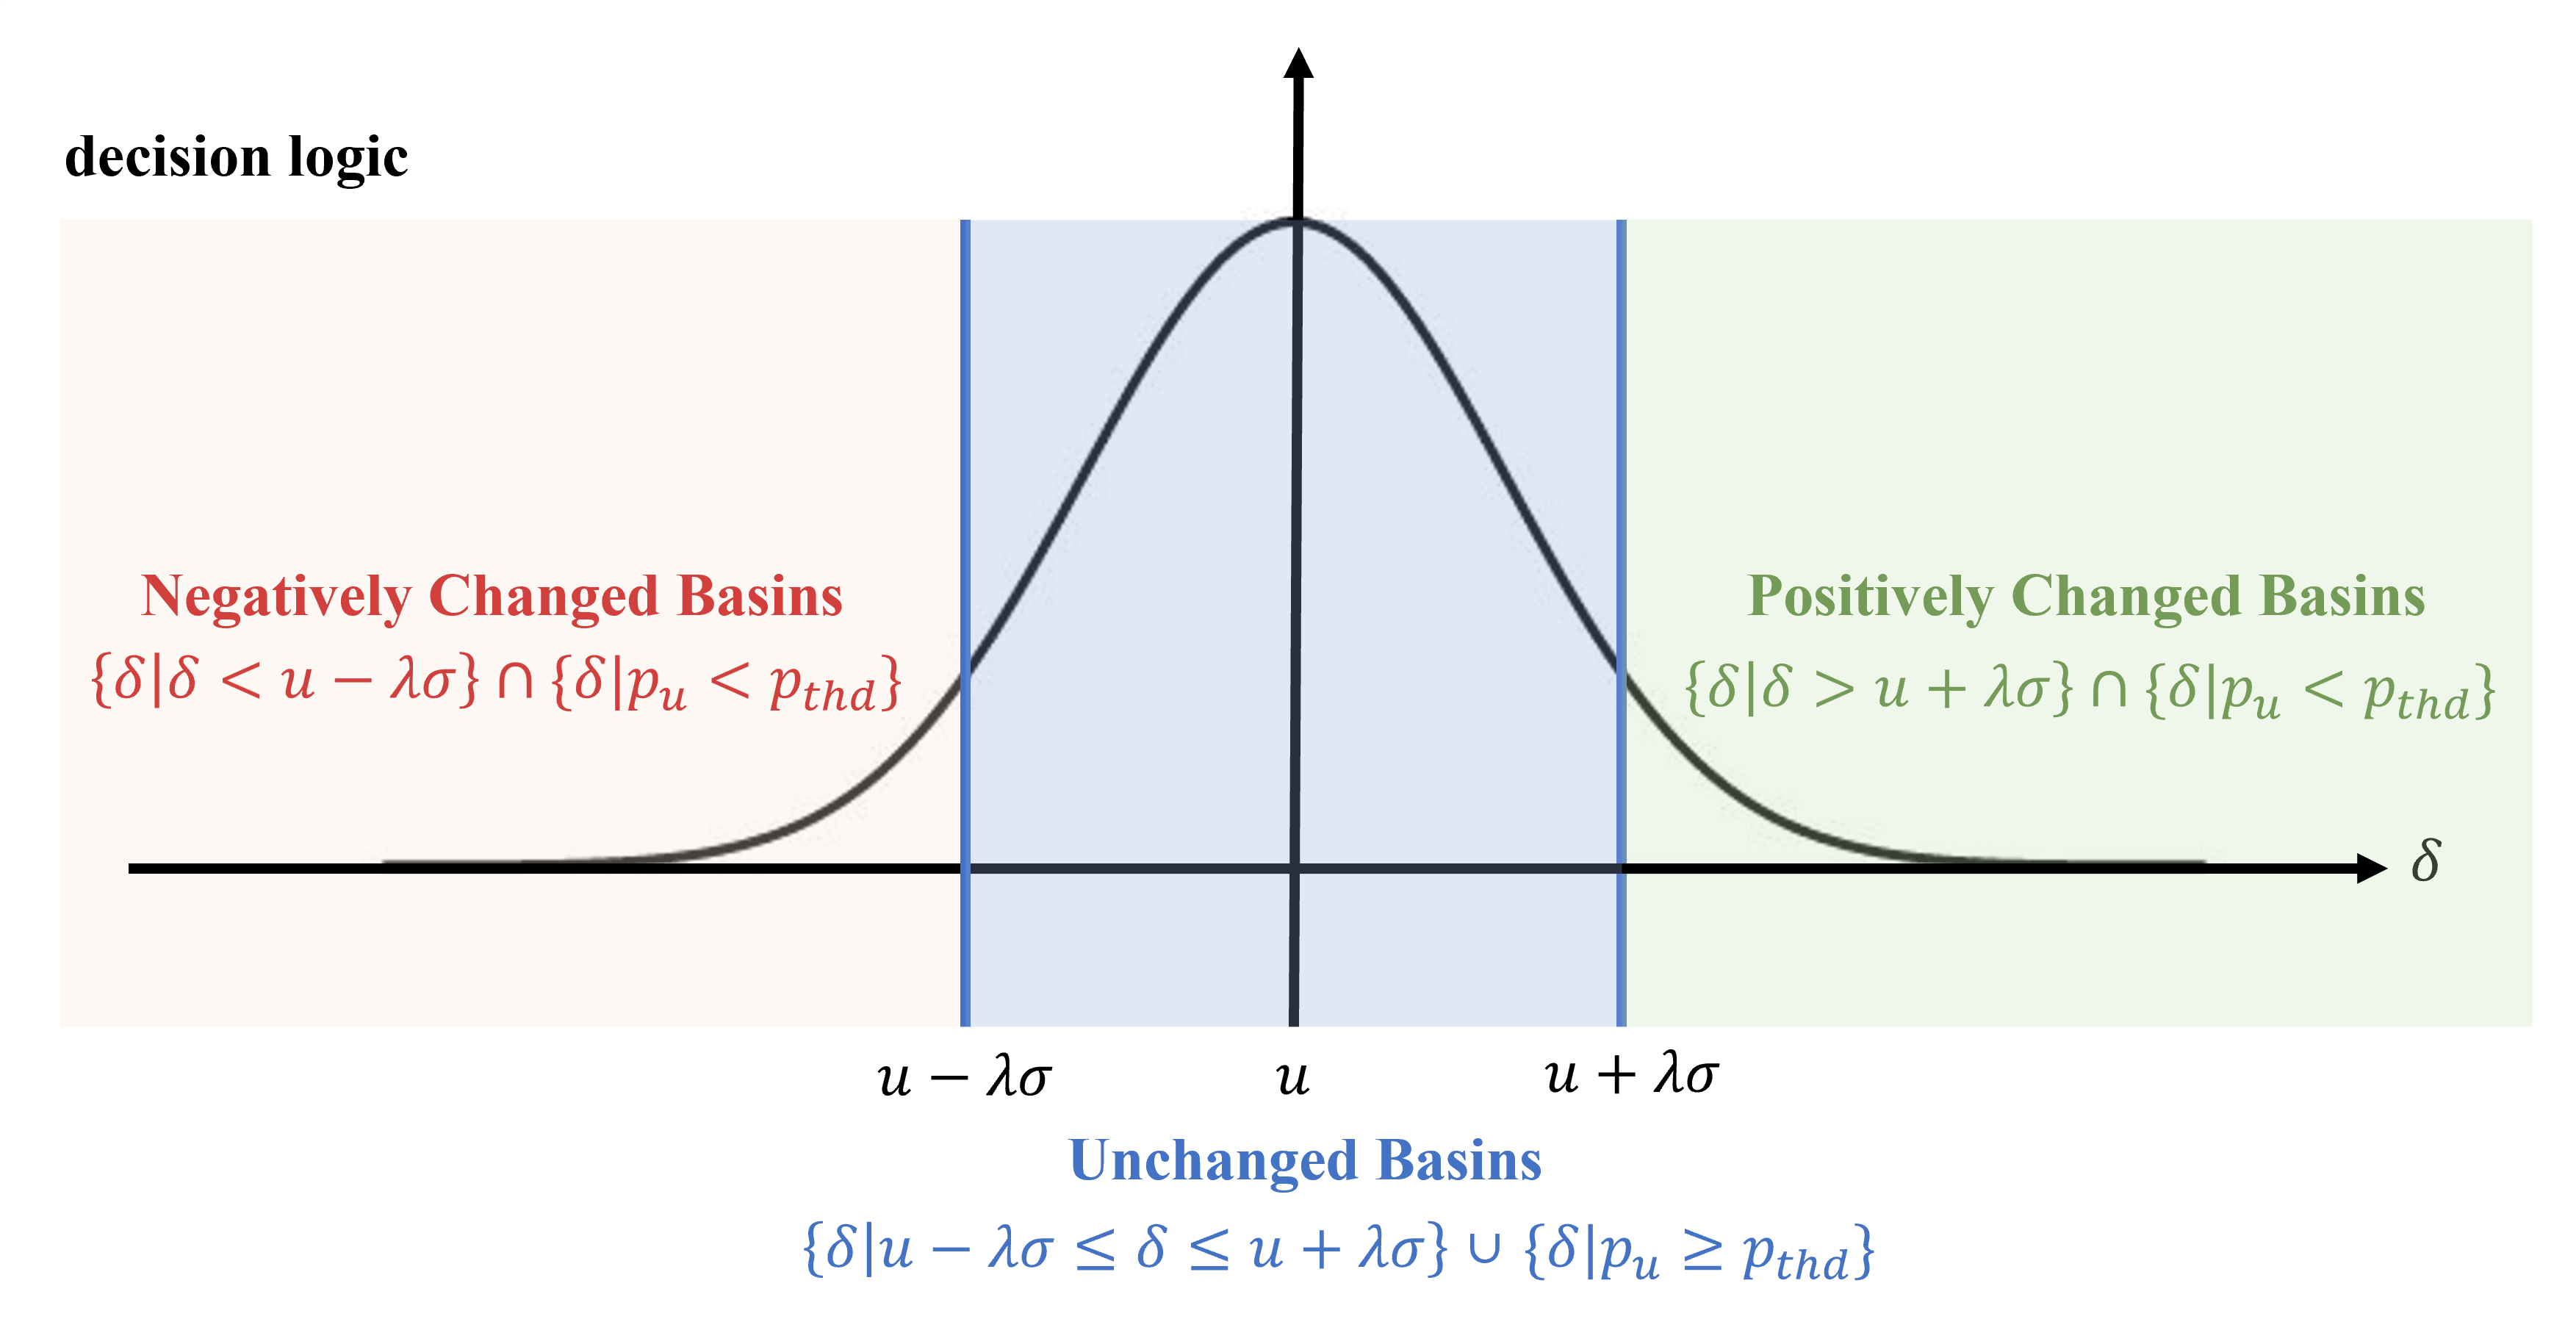 decision logic
Negatively Changed Basins
{δ|δ < u − λσ} ∩ {δ|p_u < p_thd}
Positively Changed Basins
{δ|δ > u + λσ} ∩ {δ|p_u < p_thd}
δ
u − λσ
u
u + λσ
Unchanged Basins
{δ|u − λσ ≤ δ ≤ u + λσ} ∪ {δ|p_u ≥ p_thd}